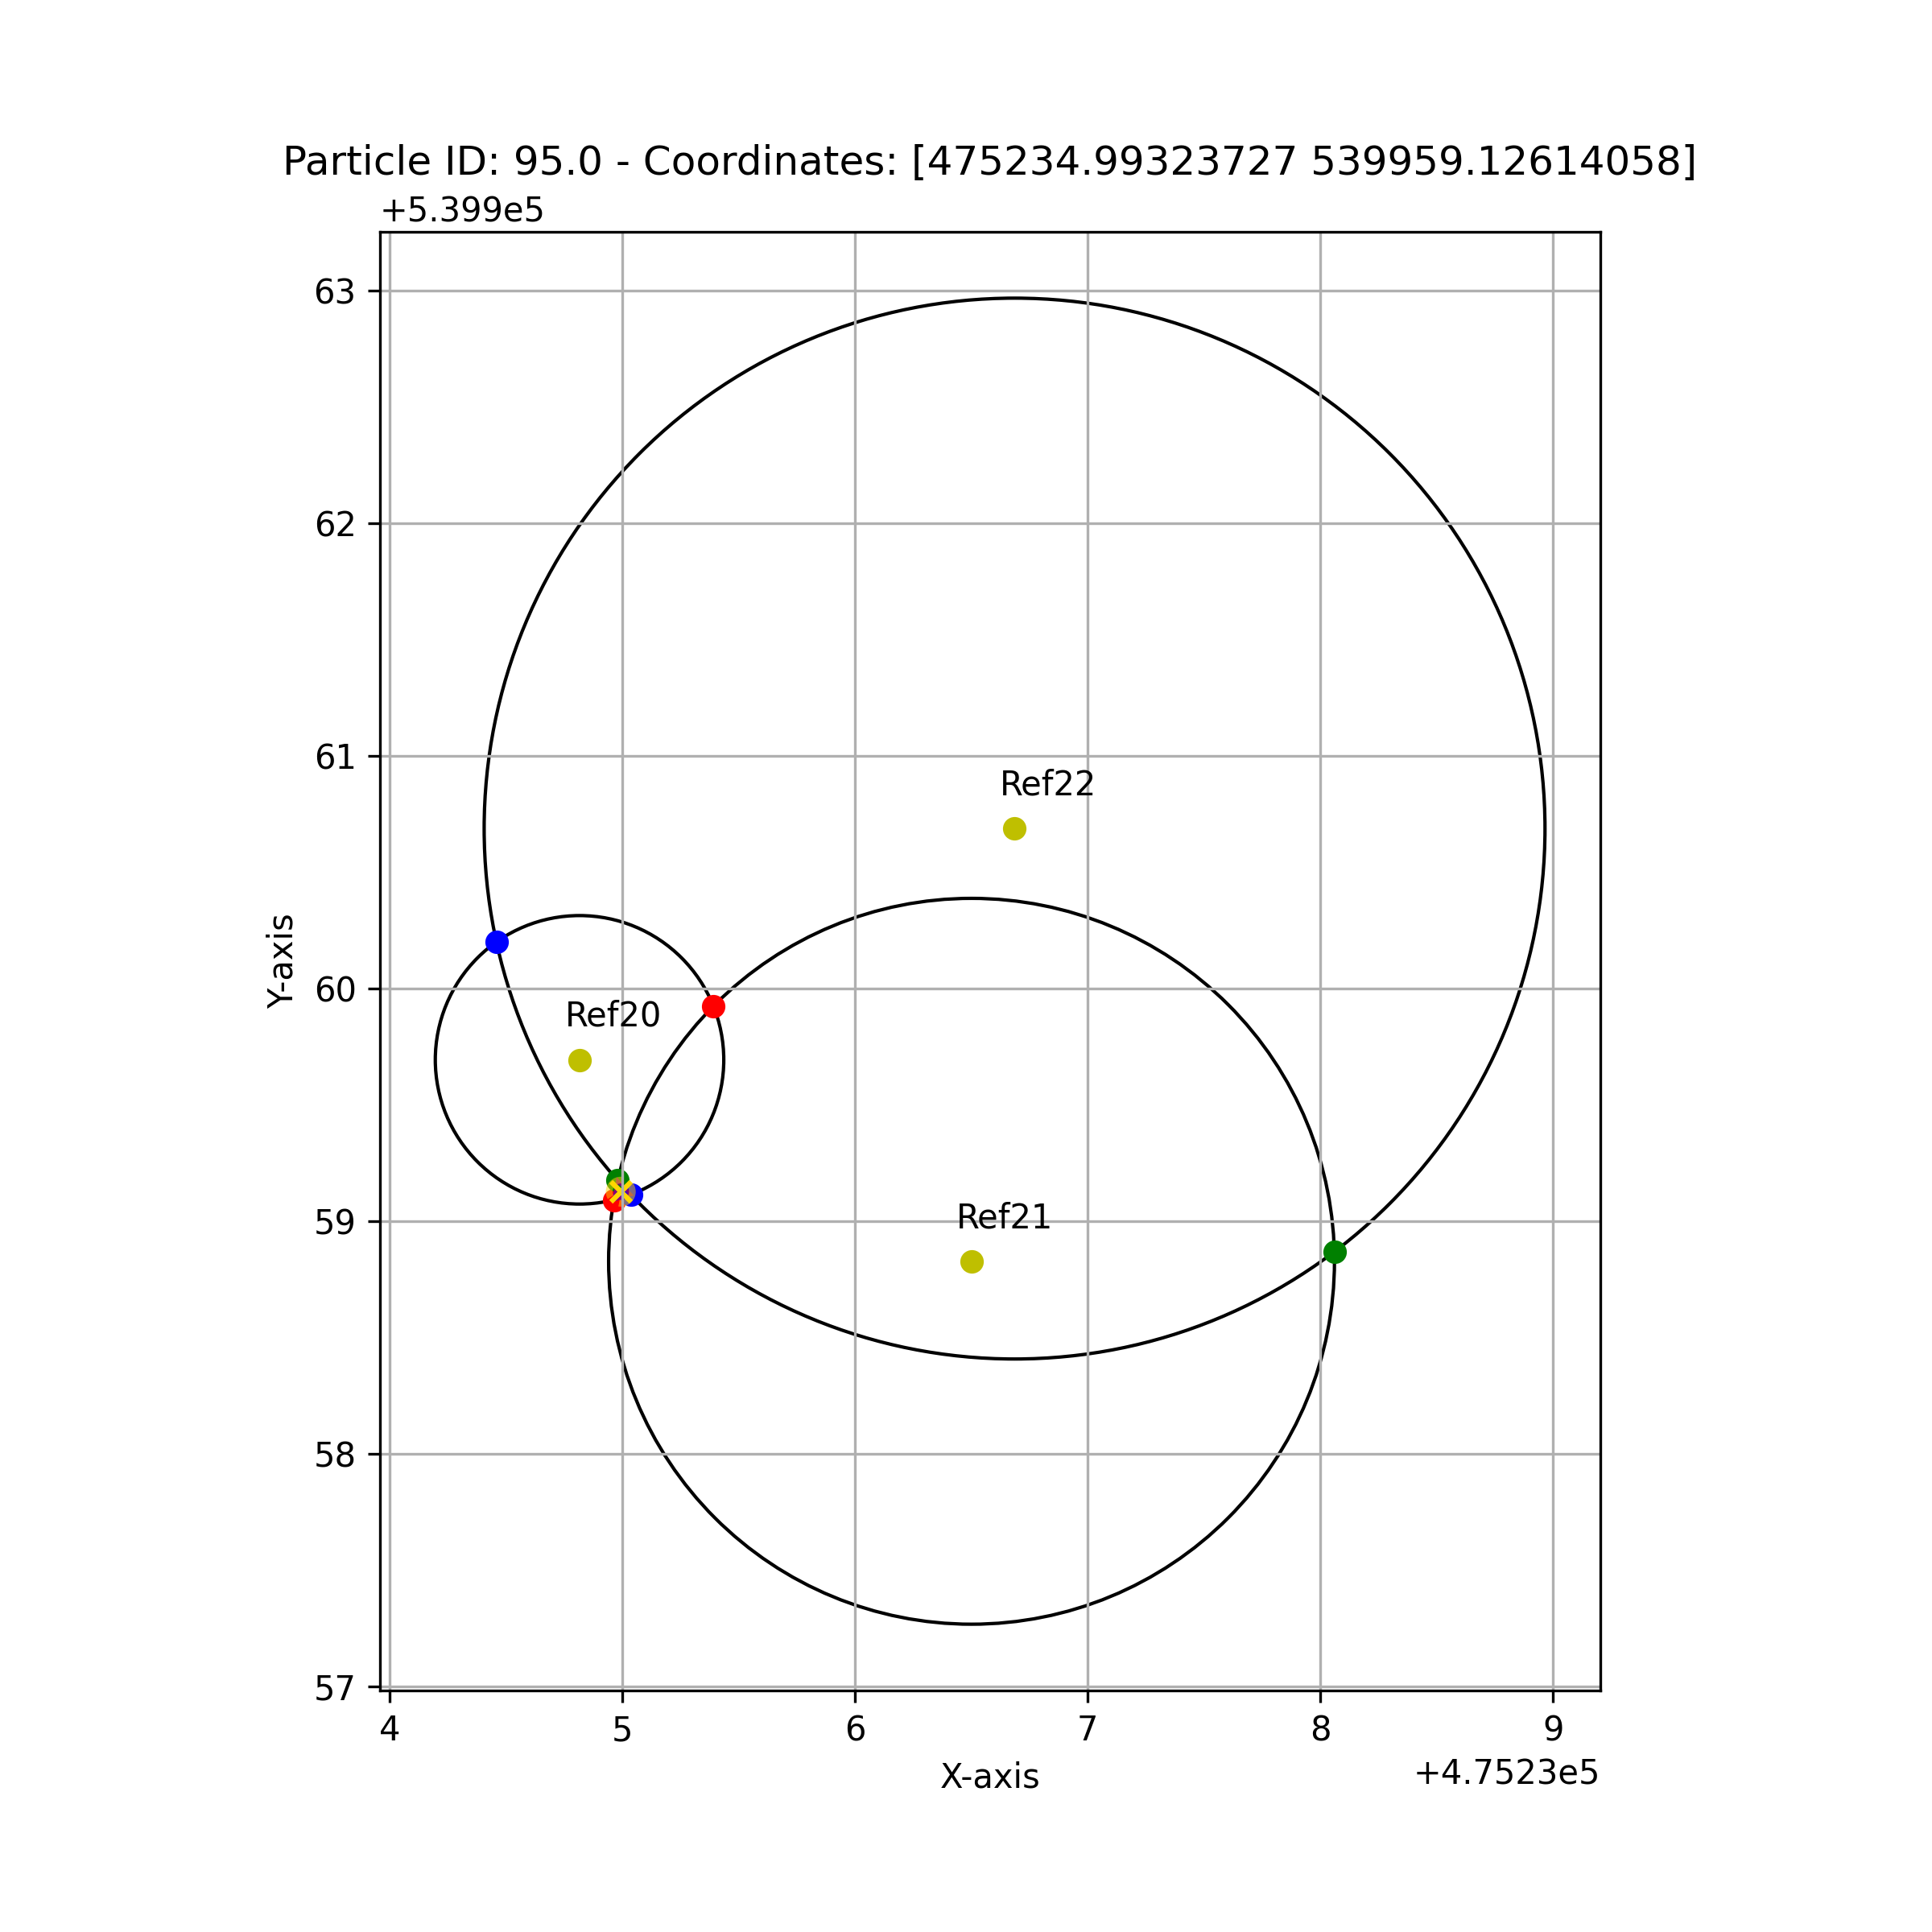 Particle ID: 95.0 - Coordinates: [475234.99323727 539959.12614058]
+5.399e5
63
62
61
60
59
58
57
Y-axis
Ref22
Ref20
Ref21
4 5 6 7 8 9
X-axis
+4.7523e5